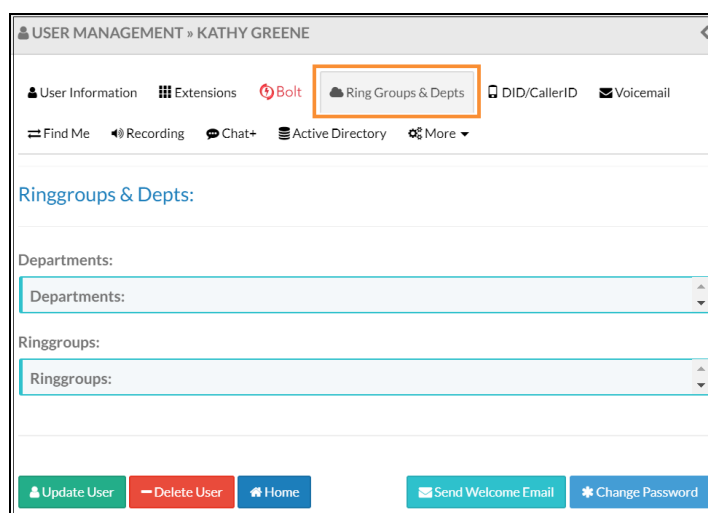 USER MANAGEMENT » KATHY GREENE
User Information Extensions Bolt Ring Groups & Depts DID/CallerID Voicemail
Find Me Recording Chat+ Active Directory More
Ringgroups & Depts:
Departments:
Departments:
Ringgroups:
Ringgroups:
Update User Delete User Home Send Welcome Email Change Password